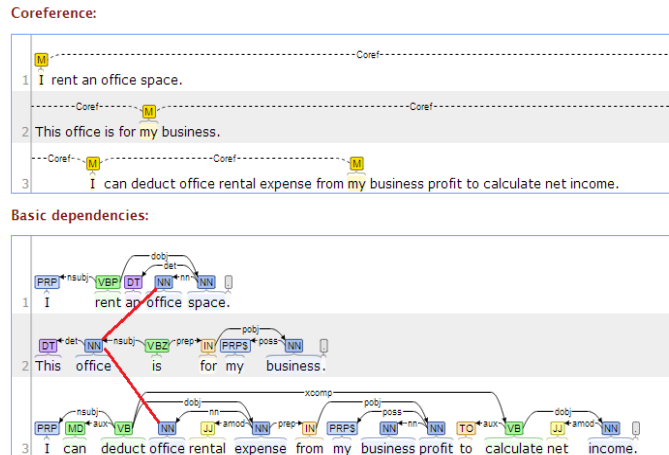 Coreference:
M Coref
1 I rent an office space.
Coref M Coref
2 This office is for my business.
Coref M Coref M
3 I can deduct office rental expense from my business profit to calculate net income.
Basic dependencies:
dobj
det
PRP nsubj VBP DT NN nn NN .
1 I rent an office space.
pobj
DT det NN nsubj VBZ prep IN PRP$ poss NN .
2 This office is for my business.
xcomp
dobj pobj
nsubj nn poss dobj
PRP MD aux VB NN JJ amod NN prep IN PRP$ NN nn NN TO aux VB JJ amod NN .
3 I can deduct office rental expense from my business profit to calculate net income.